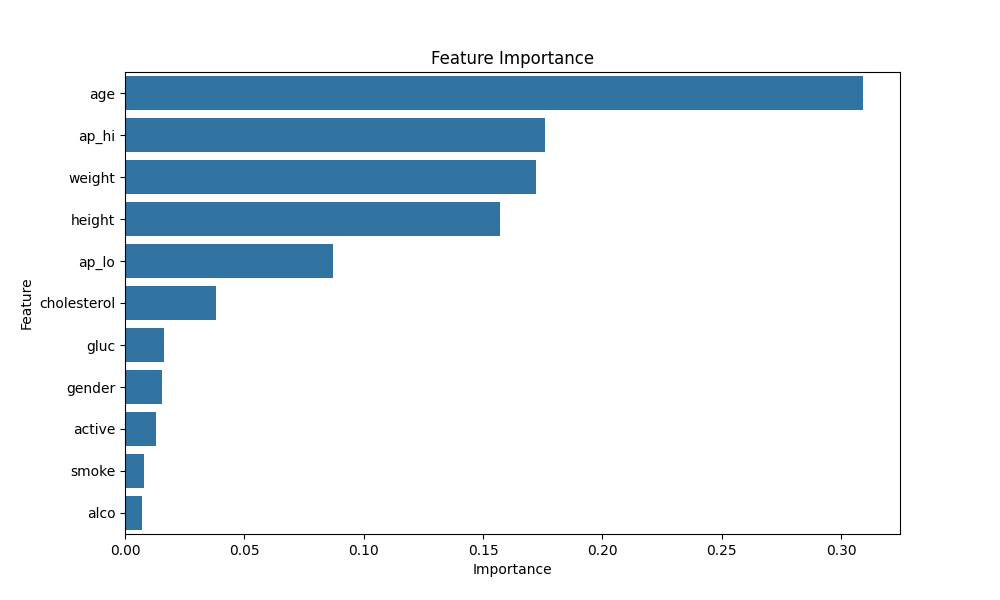 Feature Importance
Feature
age
ap_hi
weight
height
ap_lo
cholesterol
gluc
gender
active
smoke
alco
0.00 0.05 0.10 0.15 0.20 0.25 0.30
Importance